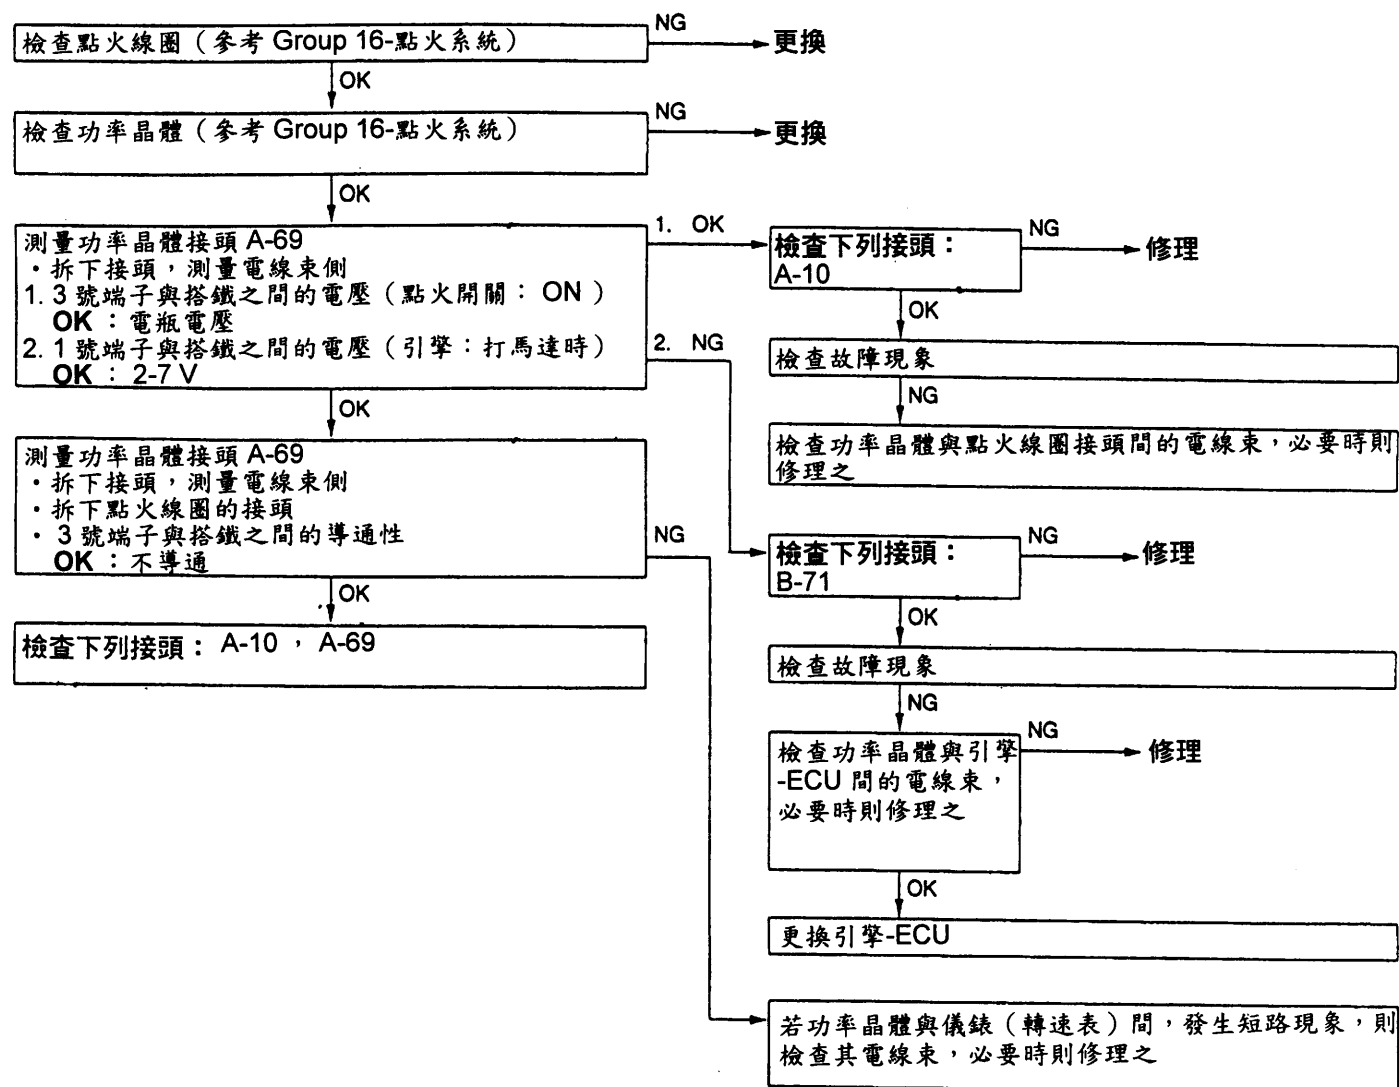 檢查點火線圈（參考 Group 16-點火系統）
NG
更換
OK
檢查功率晶體（參考 Group 16-點火系統）
NG
更換
OK
測量功率晶體接頭 A-69
・拆下接頭，測量電線束側
1. 3 號端子與搭鐵之間的電壓（點火開關： ON ）
OK ：電瓶電壓
2. 1 號端子與搭鐵之間的電壓（引擎：打馬達時）
OK ： 2-7 V
1. OK
2. NG
OK
測量功率晶體接頭 A-69
・拆下接頭，測量電線束側
・拆下點火線圈的接頭
・ 3 號端子與搭鐵之間的導通性
OK ：不導通
NG
OK
檢查下列接頭： A-10 ， A-69
檢查下列接頭：
A-10
NG
修理
OK
檢查故障現象
NG
檢查功率晶體與點火線圈接頭間的電線束，必要時則
修理之
檢查下列接頭：
B-71
NG
修理
OK
檢查故障現象
NG
檢查功率晶體與引擎
-ECU 間的電線束，
必要時則修理之
NG
修理
OK
更換引擎-ECU
若功率晶體與儀錶（轉速表）間，發生短路現象，則
檢查其電線束，必要時則修理之